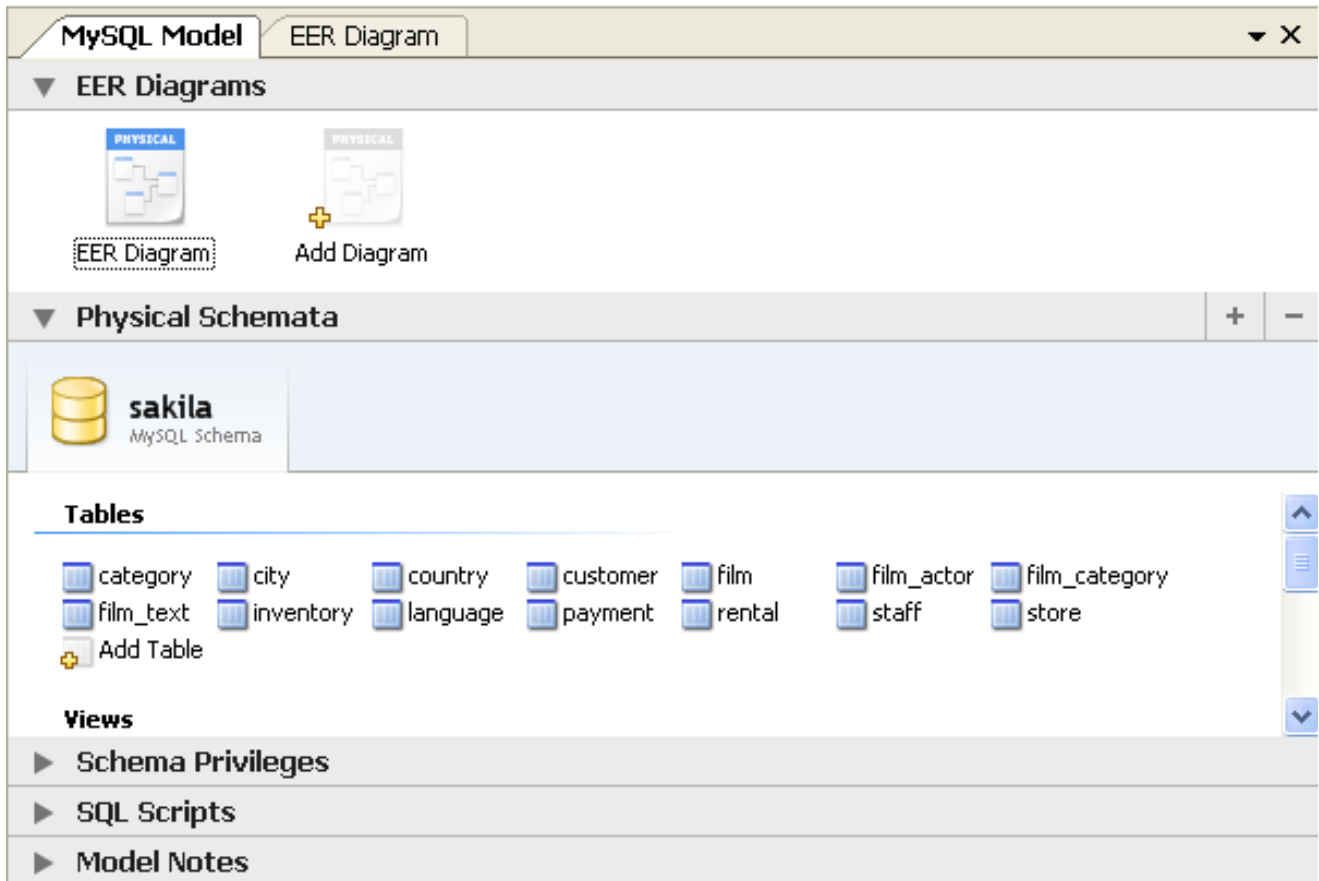 MySQL Model EER Diagram
EER Diagrams
PHYSICAL PHYSICAL
EER Diagram Add Diagram
Physical Schemata + −
sakila
MySQL Schema
Tables
category city country customer film film_actor film_category
film_text inventory language payment rental staff store
Add Table
Views
Schema Privileges
SQL Scripts
Model Notes